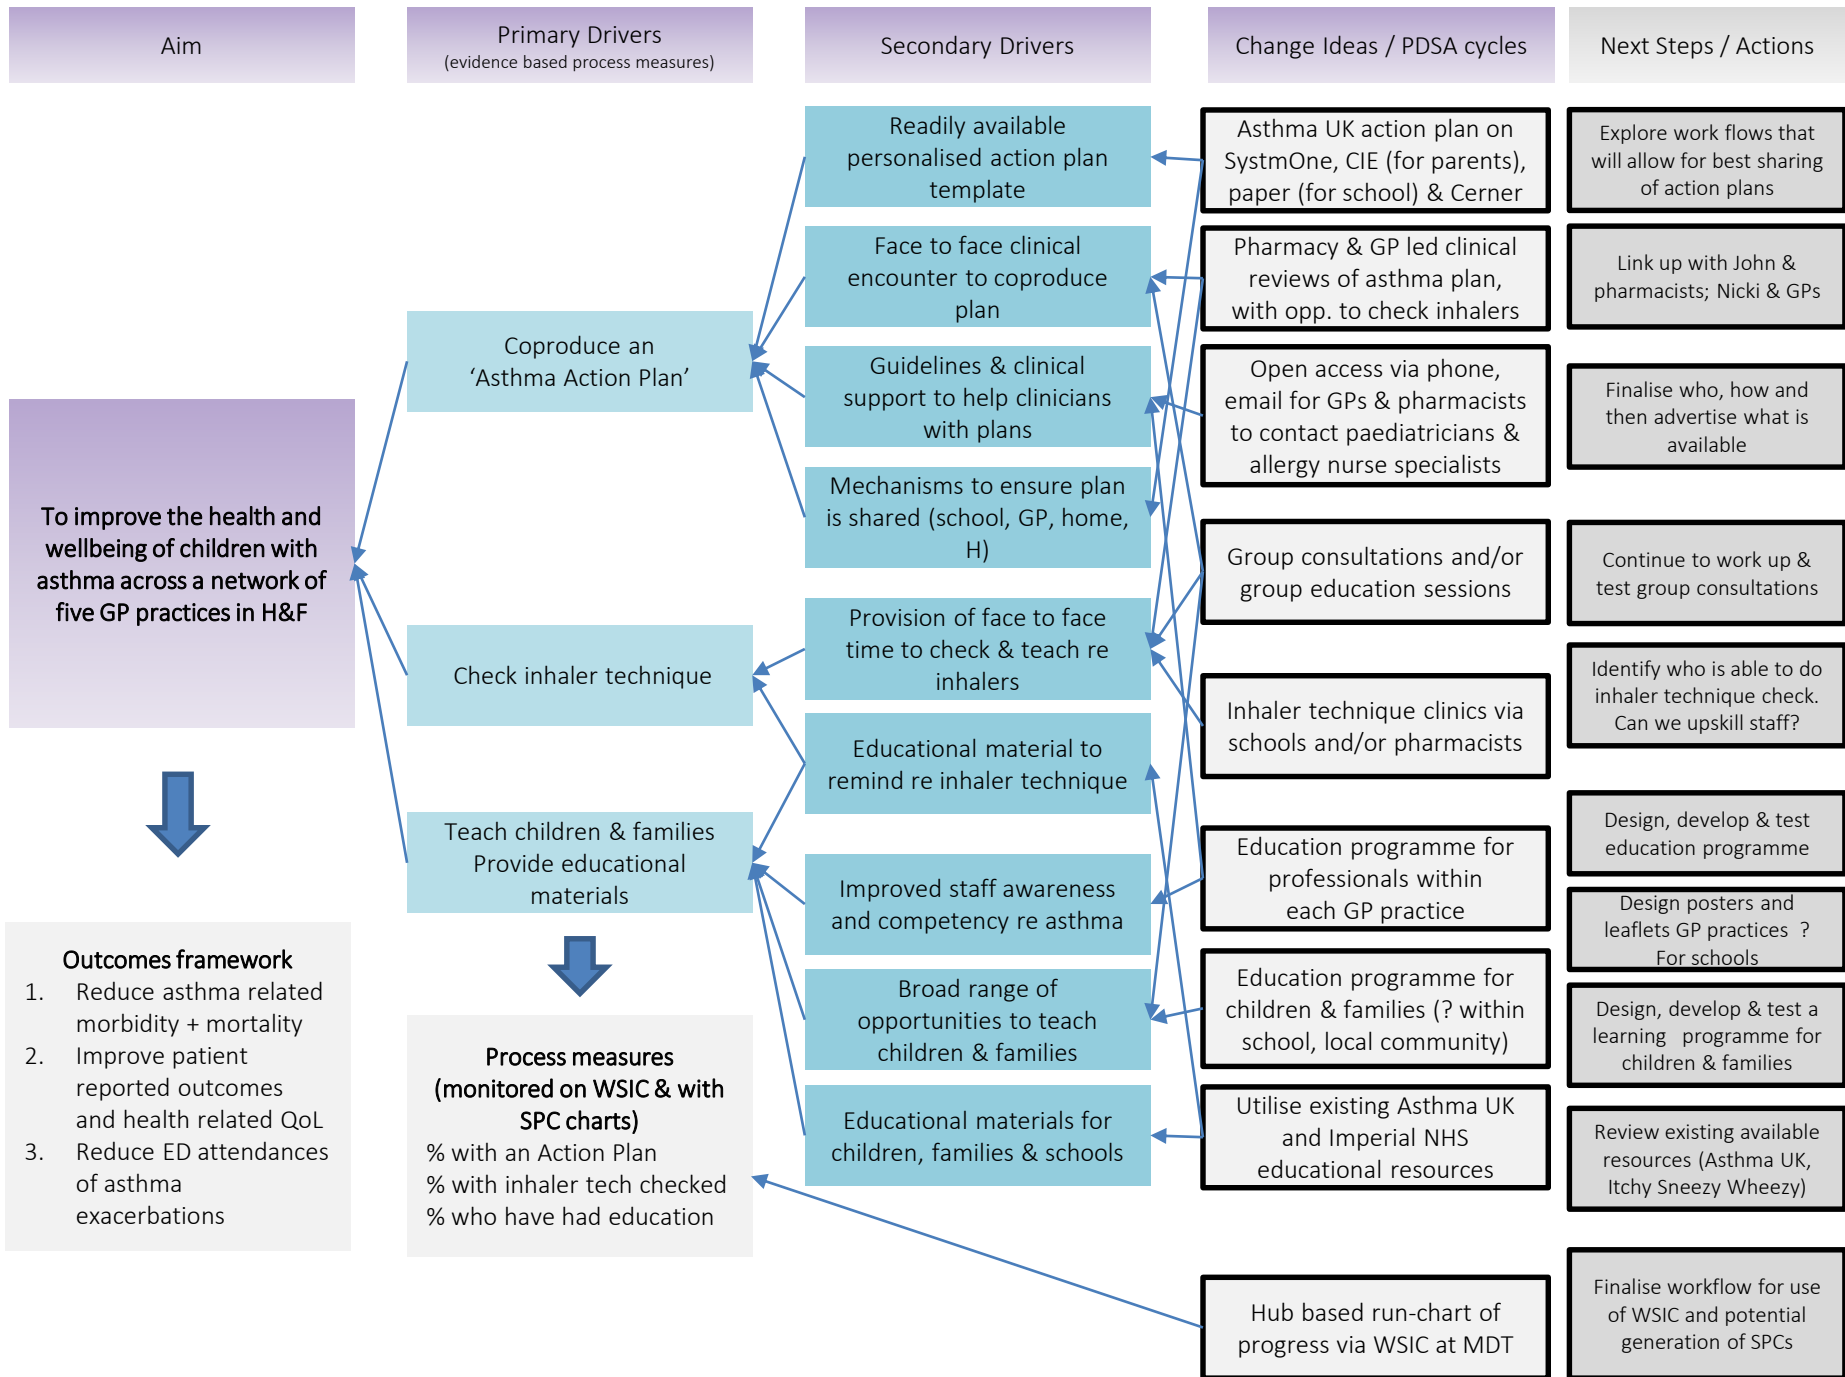 Aim
Primary Drivers
(evidence based process measures)
Secondary Drivers
Change Ideas / PDSA cycles
Next Steps / Actions
To improve the health and
wellbeing of children with
asthma across a network of
five GP practices in H&F
Outcomes framework
1. Reduce asthma related
morbidity + mortality
2. Improve patient
reported outcomes
and health related QoL
3. Reduce ED attendances
of asthma
exacerbations
Coproduce an
‘Asthma Action Plan’
Check inhaler technique
Teach children & families
Provide educational
materials
Process measures
(monitored on WSIC & with
SPC charts)
% with an Action Plan
% with inhaler tech checked
% who have had education
Readily available
personalised action plan
template
Face to face clinical
encounter to coproduce
plan
Guidelines & clinical
support to help clinicians
with plans
Mechanisms to ensure plan
is shared (school, GP, home,
H)
Provision of face to face
time to check & teach re
inhalers
Educational material to
remind re inhaler technique
Improved staff awareness
and competency re asthma
Broad range of
opportunities to teach
children & families
Educational materials for
children, families & schools
Asthma UK action plan on
SystmOne, CIE (for parents),
paper (for school) & Cerner
Pharmacy & GP led clinical
reviews of asthma plan,
with opp. to check inhalers
Open access via phone,
email for GPs & pharmacists
to contact paediatricians &
allergy nurse specialists
Group consultations and/or
group education sessions
Inhaler technique clinics via
schools and/or pharmacists
Education programme for
professionals within
each GP practice
Education programme for
children & families (? within
school, local community)
Utilise existing Asthma UK
and Imperial NHS
educational resources
Hub based run-chart of
progress via WSIC at MDT
Explore work flows that
will allow for best sharing
of action plans
Link up with John &
pharmacists; Nicki & GPs
Finalise who, how and
then advertise what is
available
Continue to work up &
test group consultations
Identify who is able to do
inhaler technique check.
Can we upskill staff?
Design, develop & test
education programme
Design posters and
leaflets GP practices ?
For schools
Design, develop & test a
learning programme for
children & families
Review existing available
resources (Asthma UK,
Itchy Sneezy Wheezy)
Finalise workflow for use
of WSIC and potential
generation of SPCs